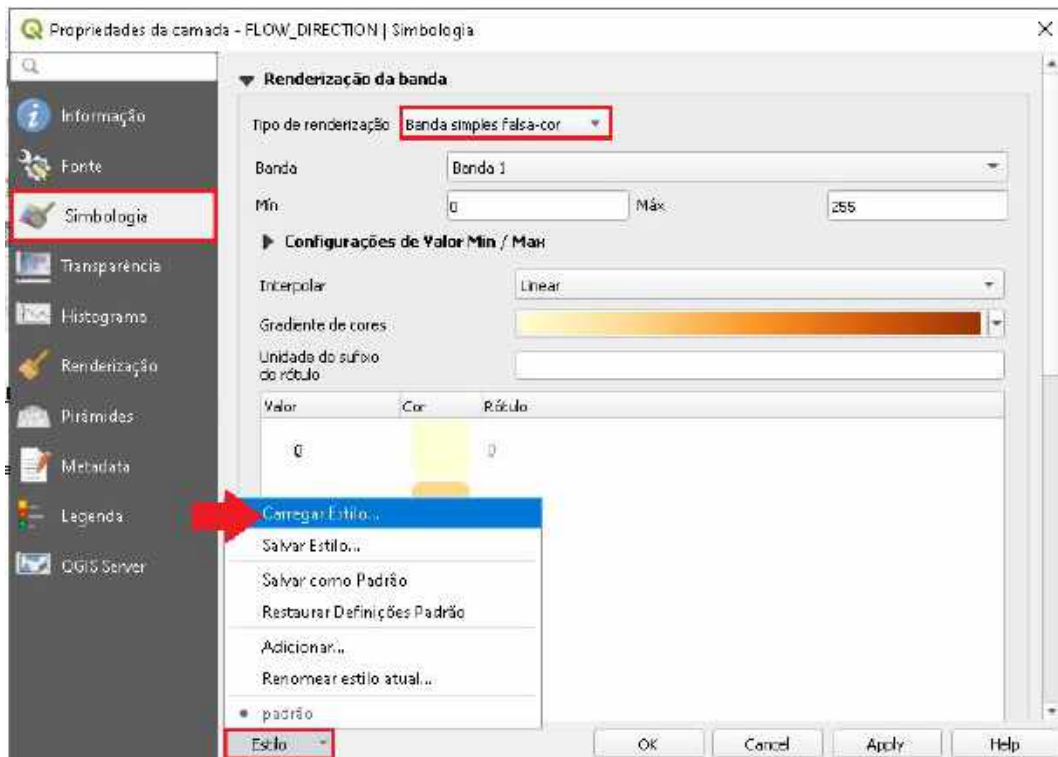 Propriedades da camada - FLOW_DIRECTION | Simbologia
Informação
Fonte
Simbologia
Transparência
Histograma
Renderização
Pirâmides
Metadata
Legenda
QGIS Server
Renderização da banda
Tipo de renderização Banda simples falsa-cor
Banda Banda 1
Mín 0 Máx 255
Configurações de Valor Min / Max
Interpolar Linear
Gradiente de cores
Unidade do sufixo
do rótulo
Valor Cor Rótulo
0 0
Carregar Estilo...
Salvar Estilo...
Salvar como Padrão
Restaurar Definições Padrão
Adicionar...
Renomear estilo atual...
padrão
Estilo OK Cancel Apply Help